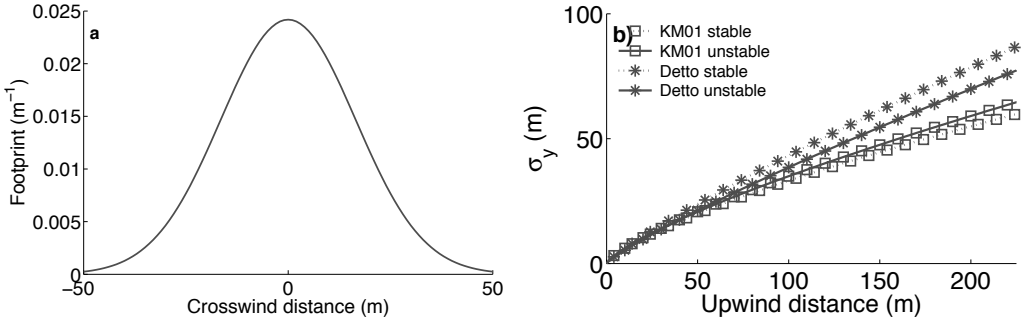 0.025
0.02
0.015
0.01
0.005
0
Footprint (m⁻¹)
a
−50
0
50
Crosswind distance (m)
100
50
0
σy (m)
b)
KM01 stable
KM01 unstable
Detto stable
Detto unstable
0
50
100
150
200
Upwind distance (m)